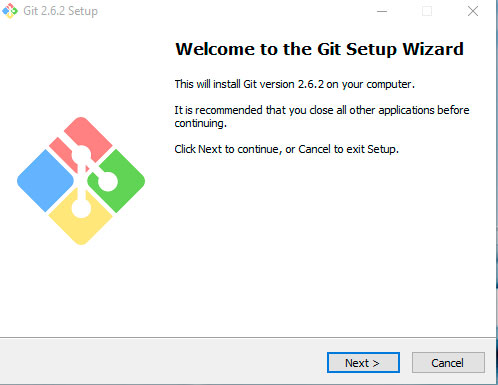 Git 2.6.2 Setup
Welcome to the Git Setup Wizard
This will install Git version 2.6.2 on your computer.
It is recommended that you close all other applications before
continuing.
Click Next to continue, or Cancel to exit Setup.
Next >
Cancel